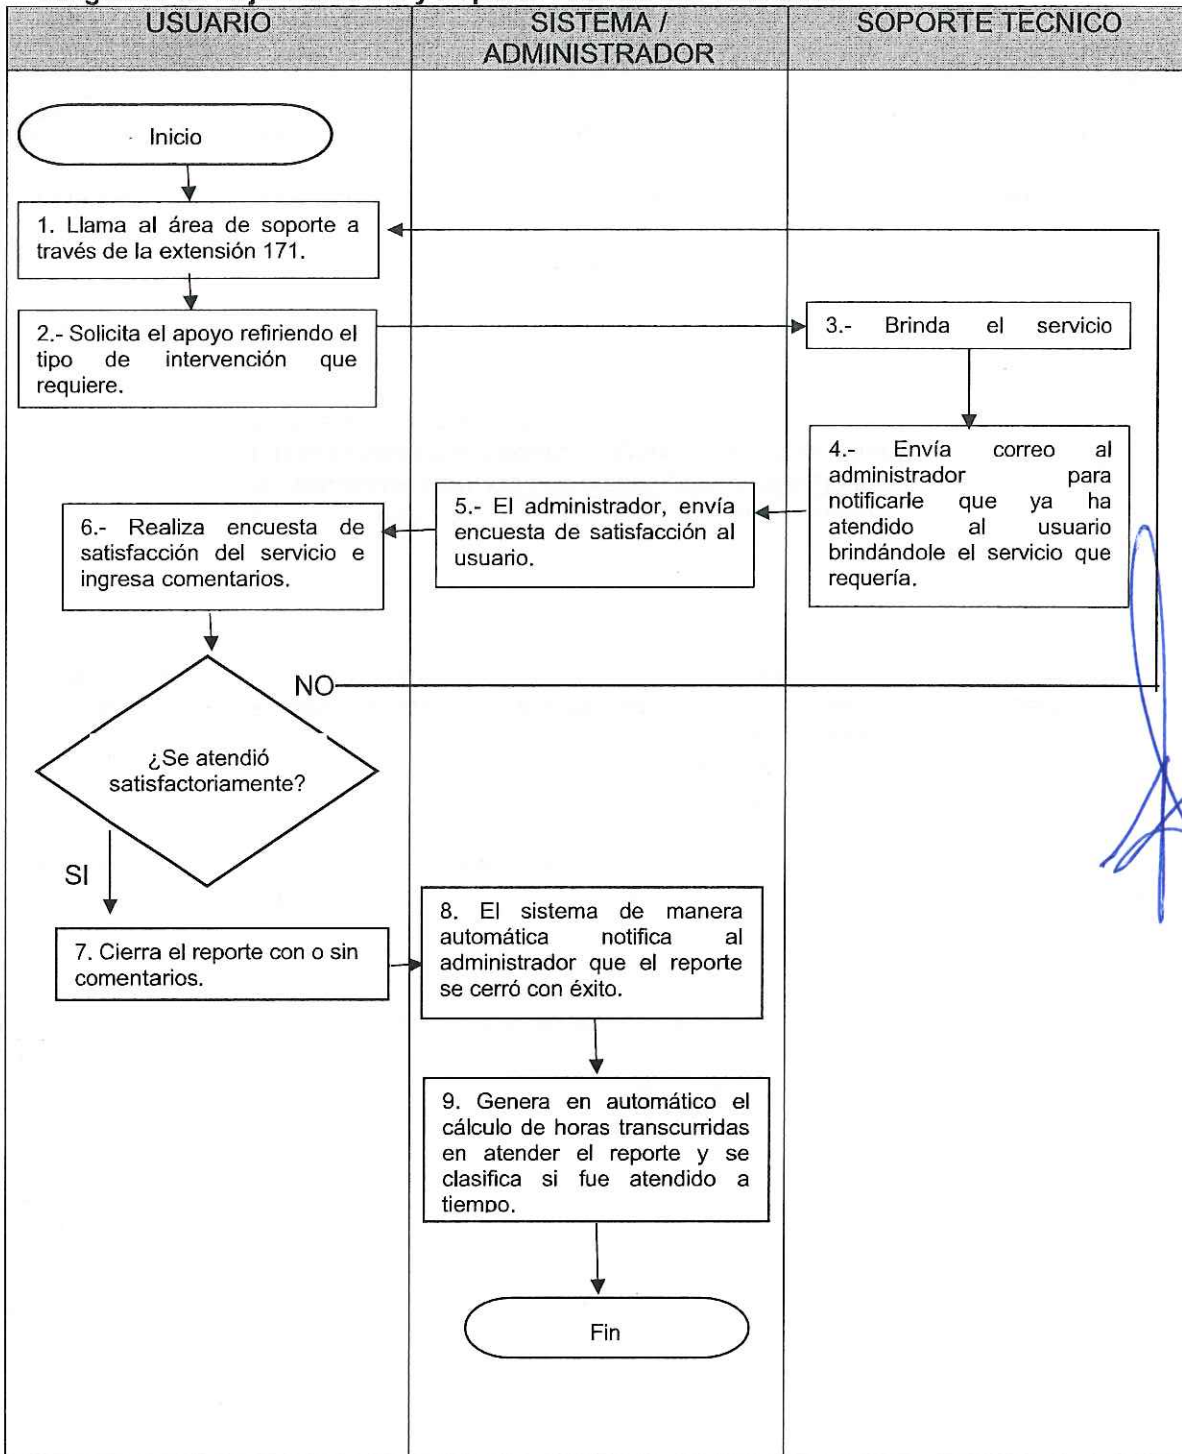 USUARIO
SISTEMA /
ADMINISTRADOR
SOPORTE TECNICO
Inicio
1. Llama al área de soporte a
través de la extensión 171.
2.- Solicita el apoyo refiriendo el
tipo de intervención que
requiere.
3.- Brinda el servicio
4.- Envía correo al
administrador para
notificarle que ya ha
atendido al usuario
brindándole el servicio que
requería.
5.- El administrador, envía
encuesta de satisfacción al
usuario.
6.- Realiza encuesta de
satisfacción del servicio e
ingresa comentarios.
NO
¿Se atendió
satisfactoriamente?
SI
7. Cierra el reporte con o sin
comentarios.
8. El sistema de manera
automática notifica al
administrador que el reporte
se cerró con éxito.
9. Genera en automático el
cálculo de horas transcurridas
en atender el reporte y se
clasifica si fue atendido a
tiempo.
Fin